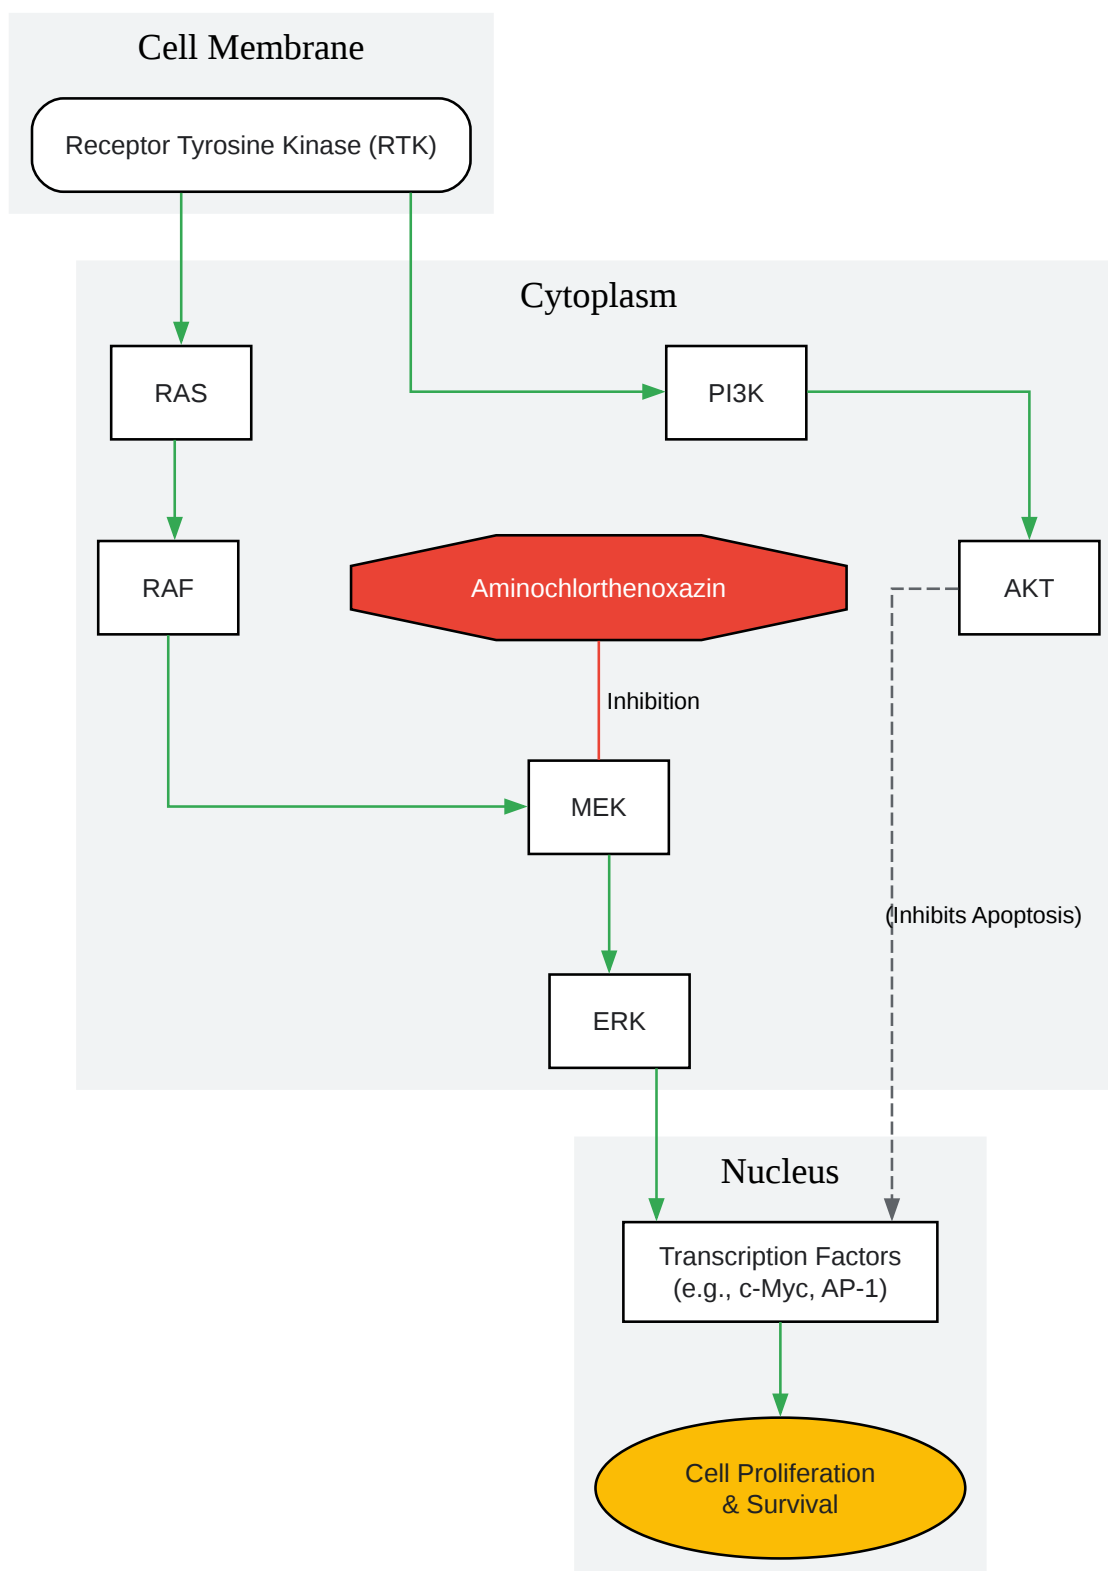 Cell Membrane
Receptor Tyrosine Kinase (RTK)
Cytoplasm
RAS
PI3K
RAF
Aminochlorthenoxazin
AKT
Inhibition
MEK
(Inhibits Apoptosis)
ERK
Nucleus
Transcription Factors
(e.g., c-Myc, AP-1)
Cell Proliferation
& Survival